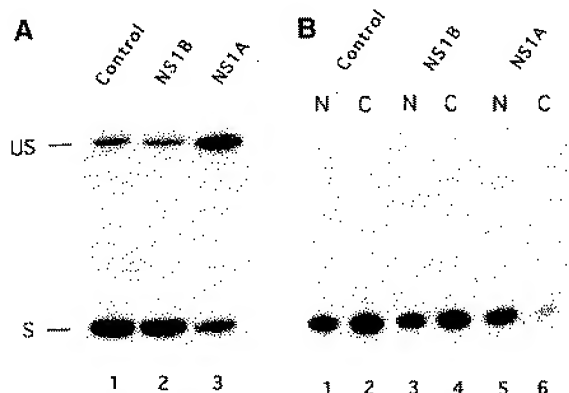 A
Control
NS1B
NS1A
US
S
1 2 3
B
Control
NS1B
NS1A
N C N C N C
1 2 3 4 5 6